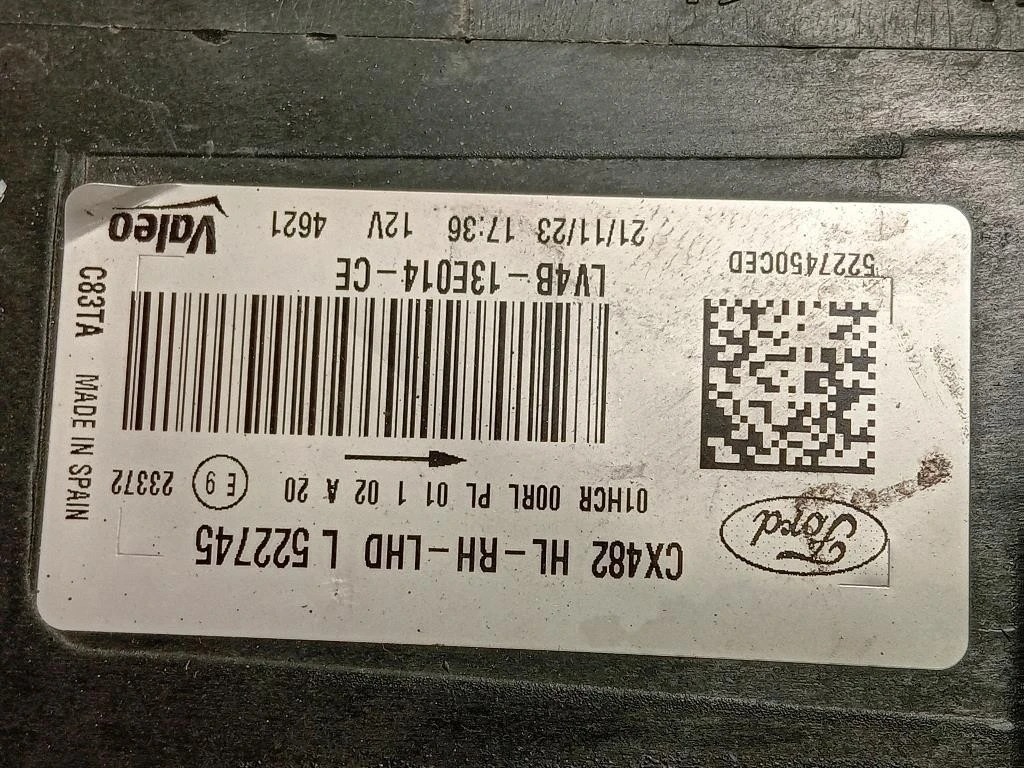 Ford
CX482 HL-RH-LHD L 522745
01HCR 00RL PL 01 1 02 A 20 E 9 23372
LV4B-13E014-CE
5227450CED
21/11/23 17:36 12V 4621
Valeo
C83TA MADE IN SPAIN